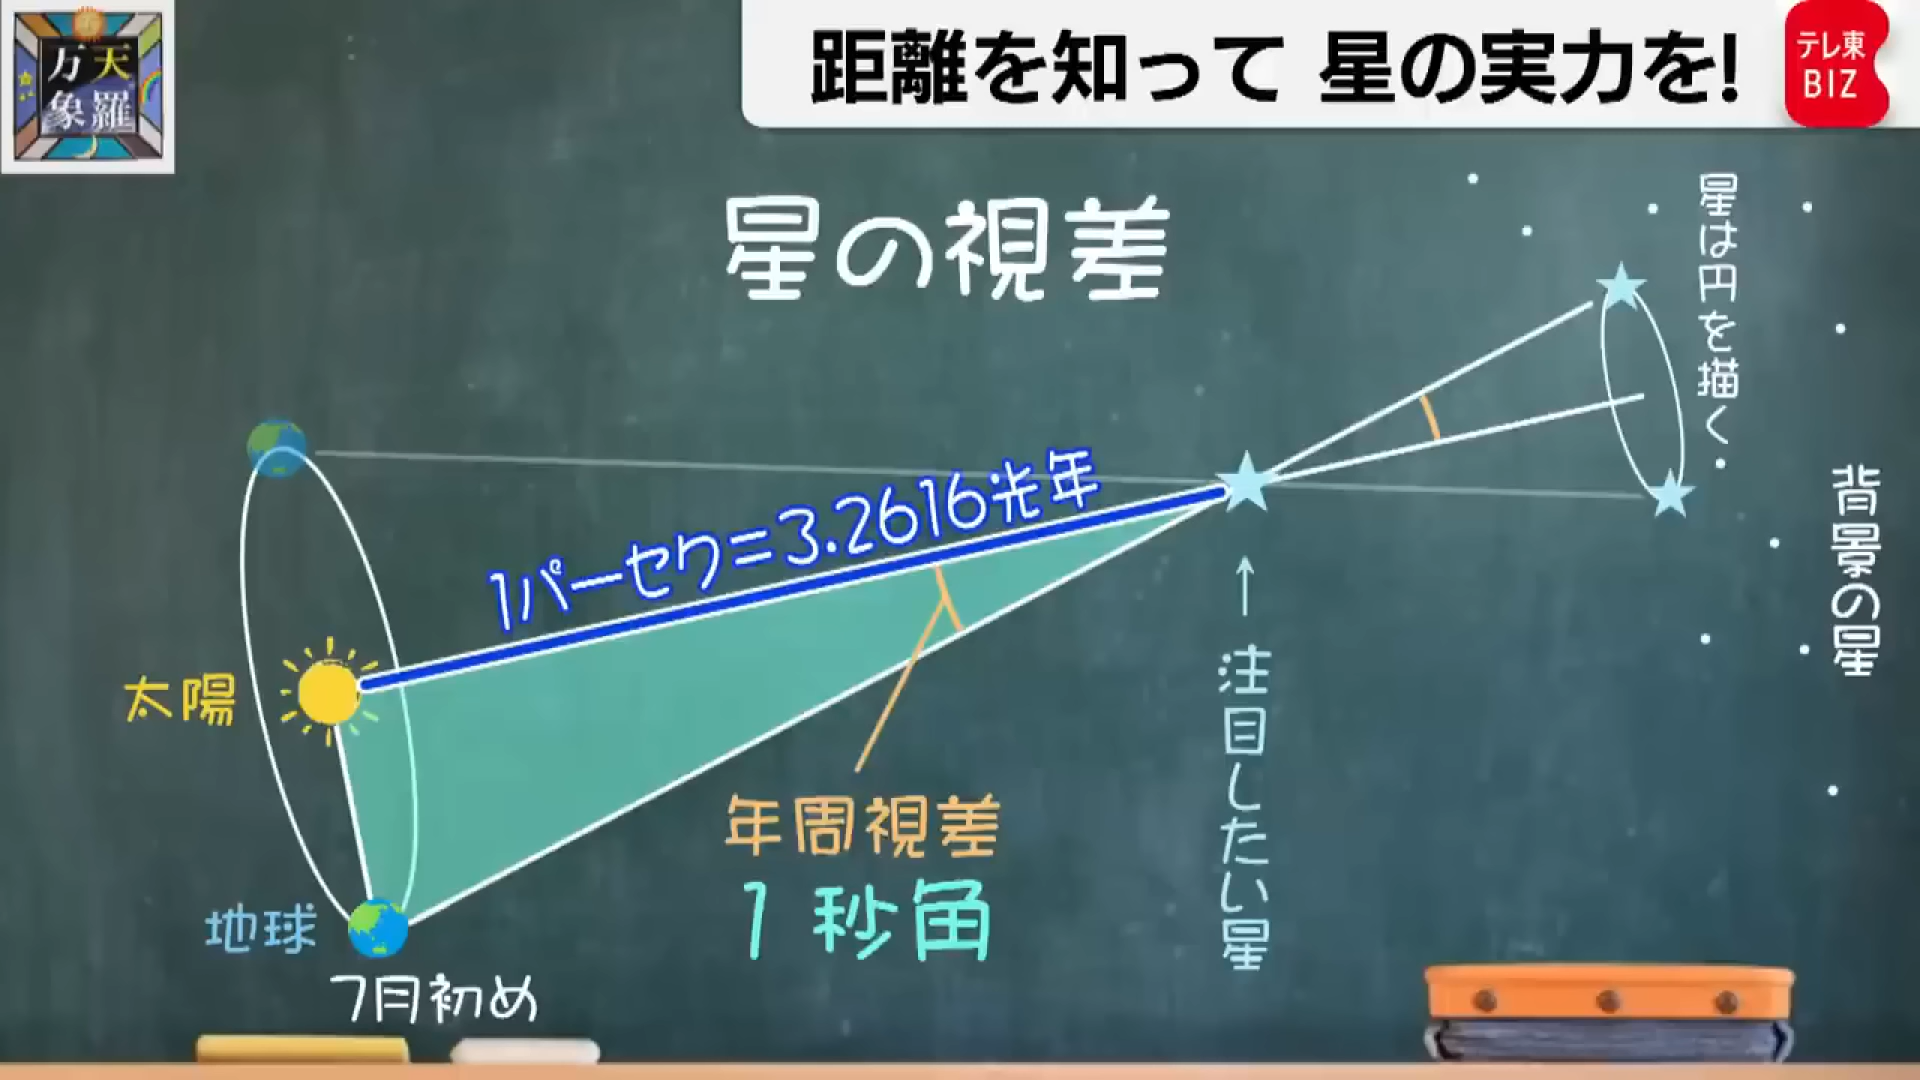 天羅
万象
距離を知って 星の実力を!
テレ東
BIZ
星の視差
星は円を描く
背景の星
1パーセク=3.2616光年
太陽
年周視差
1 秒角
↑注目したい星
地球
7月初め